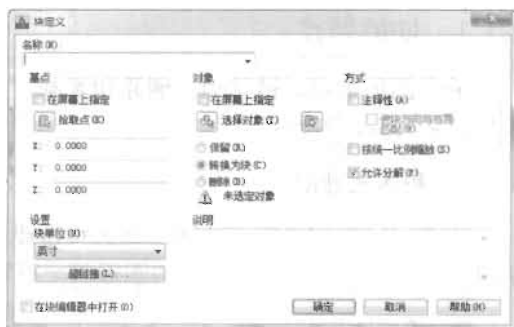 块定义
名称(N)
基点
在屏幕上指定
拾取点(K)
X: 0.0000
Y: 0.0000
Z: 0.0000
对象
在屏幕上指定
选择对象(T)
保留(R)
转换为块(C)
删除(D)
未选定对象
方式
注释性(A)
按统一比例缩放(S)
允许分解(P)
设置
块单位(U):
英寸
超链接(L)...
说明
在块编辑器中打开(O)
确定
取消
帮助(H)